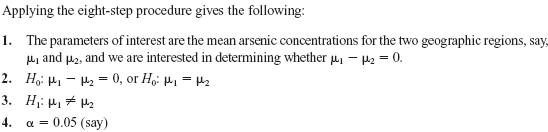 Applying the eight-step procedure gives the following:
1. The parameters of interest are the mean arsenic concentrations for the two geographic regions, say,
μ₁ and μ₂, and we are interested in determining whether μ₁ − μ₂ = 0.
2. H₀: μ₁ − μ₂ = 0, or H₀: μ₁ = μ₂
3. H₁: μ₁ ≠ μ₂
4. α = 0.05 (say)